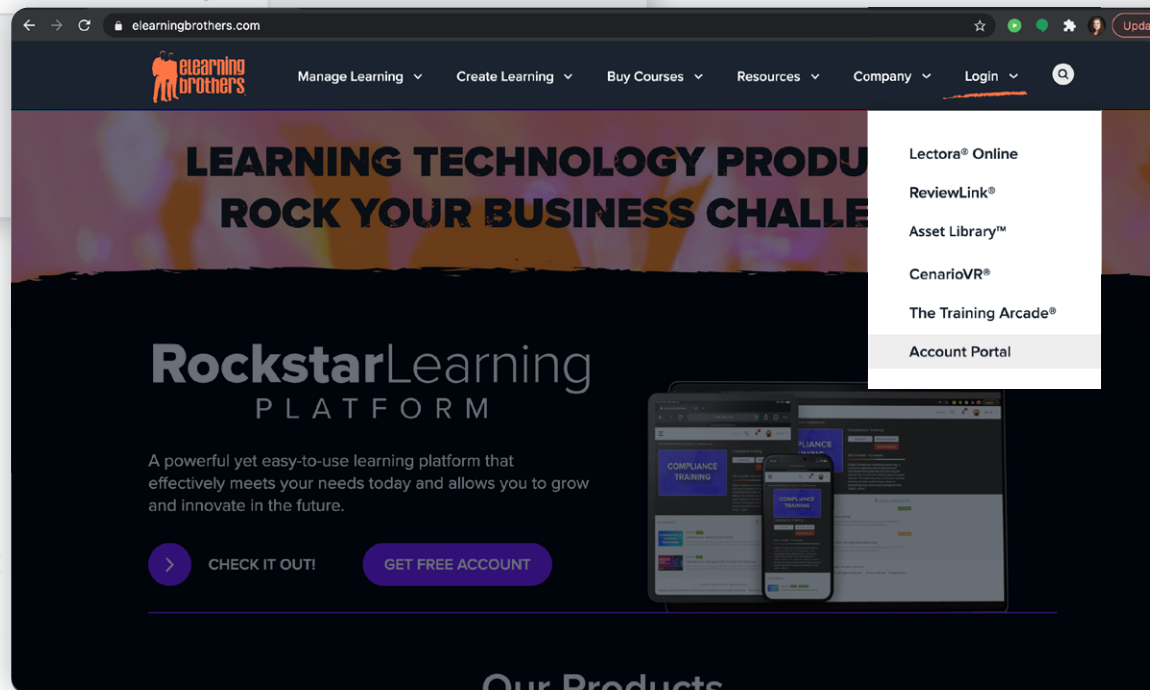 elearningbrothers.com
Upda
eLearning
brothers
Manage Learning
Create Learning
Buy Courses
Resources
Company
Login
LEARNING TECHNOLOGY PRODU
ROCK YOUR BUSINESS CHALLE
Lectora® Online
ReviewLink®
Asset Library™
CenarioVR®
The Training Arcade®
Account Portal
RockstarLearning
PLATFORM
A powerful yet easy-to-use learning platform that
effectively meets your needs today and allows you to grow
and innovate in the future.
CHECK IT OUT!
GET FREE ACCOUNT
COMPLIANCE
TRAINING
COMPLIANCE
TRAINING
Compliance Training
Our Products